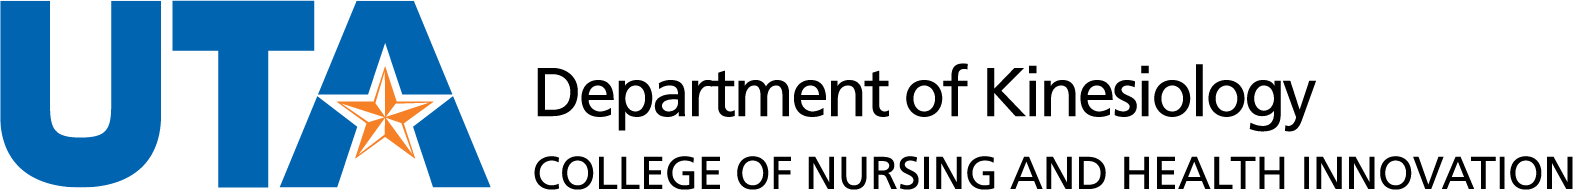 UTA
Department of Kinesiology
COLLEGE OF NURSING AND HEALTH INNOVATION